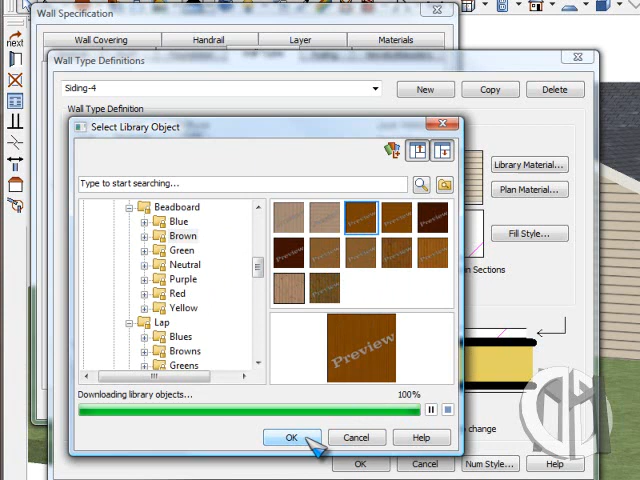 Wall Specification
Wall Covering Handrail Layer Materials
next
Wall Type Definitions
Siding-4
New Copy Delete
Wall Type Definition
Select Library Object
Type to start searching...
Library Material...
Plan Material...
Fill Style...
in Sections
Beadboard
Blue
Brown
Green
Neutral
Purple
Red
Yellow
Lap
Blues
Browns
Greens
Preview
Downloading library objects... 100%
OK Cancel Help
change
OK Cancel Num Style... Help